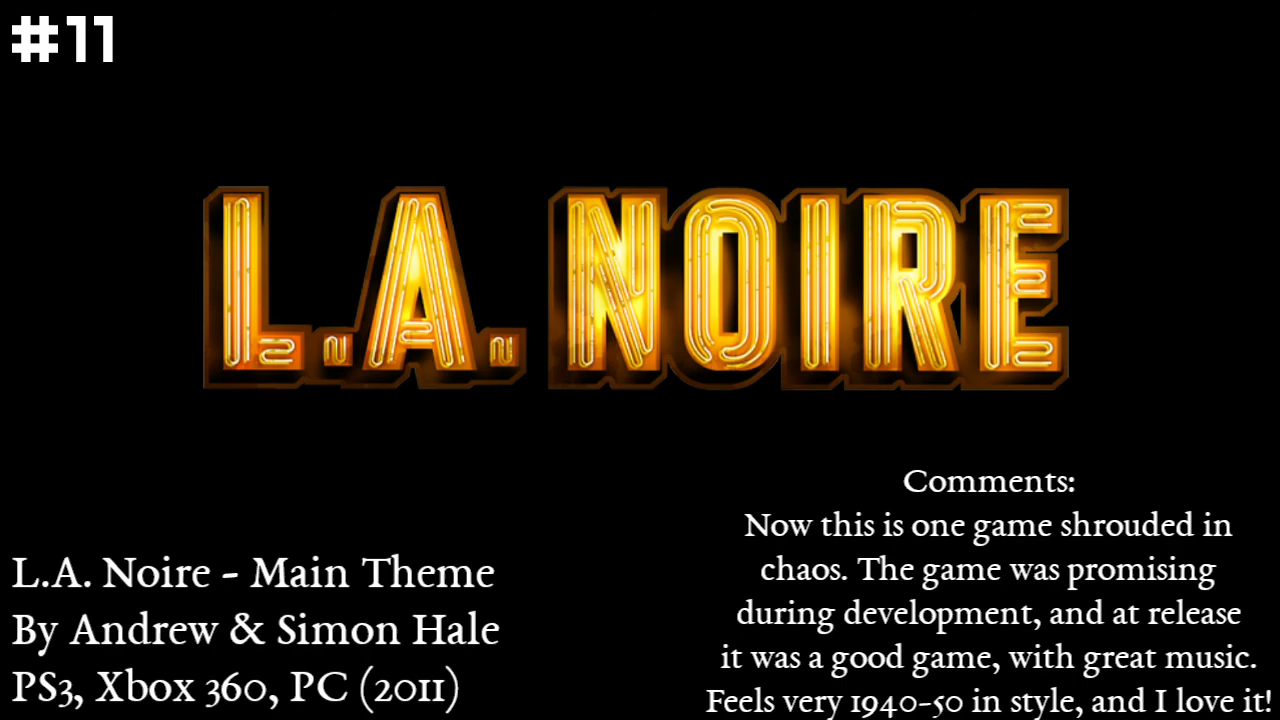 #11
L.A. NOIRE
L.A. Noire - Main Theme
By Andrew & Simon Hale
PS3, Xbox 360, PC (2011)
Comments:
Now this is one game shrouded in
chaos. The game was promising
during development, and at release
it was a good game, with great music.
Feels very 1940-50 in style, and I love it!